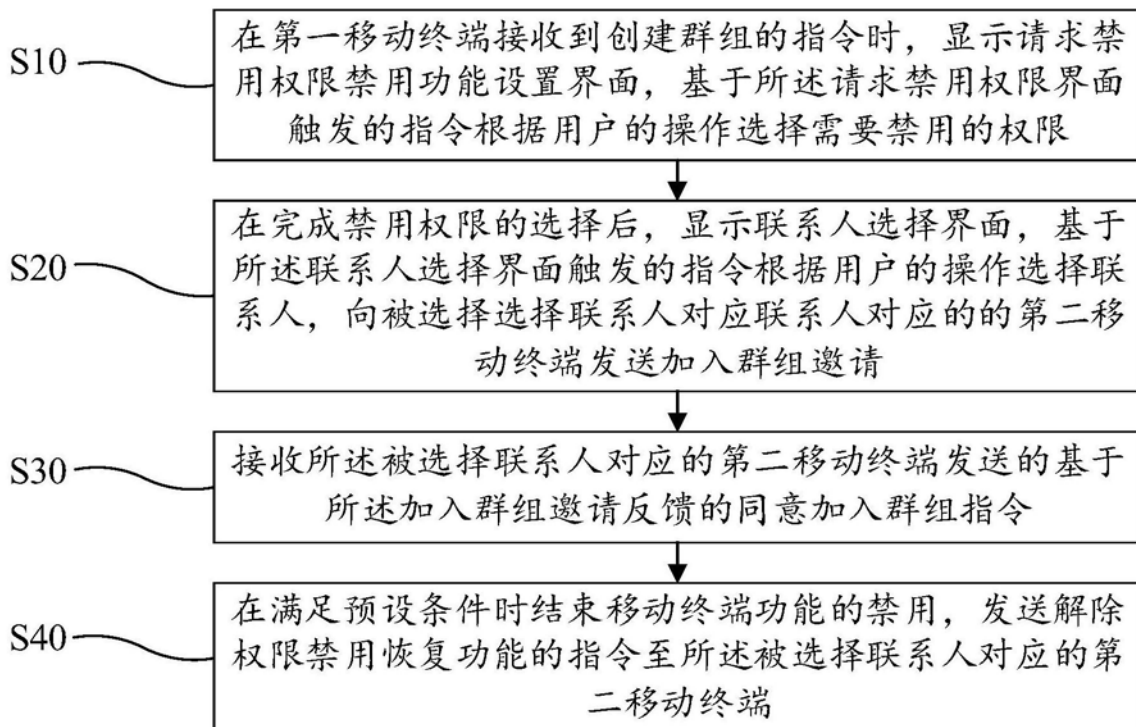 S10
在第一移动终端接收到创建群组的指令时，显示请求禁
用权限禁用功能设置界面，基于所述请求禁用权限界面
触发的指令根据用户的操作选择需要禁用的权限
S20
在完成禁用权限的选择后，显示联系人选择界面，基于
所述联系人选择界面触发的指令根据用户的操作选择联
系人，向被选择选择联系人对应联系人对应的的第二移
动终端发送加入群组邀请
S30
接收所述被选择联系人对应的第二移动终端发送的基于
所述加入群组邀请反馈的同意加入群组指令
S40
在满足预设条件时结束移动终端功能的禁用，发送解除
权限禁用恢复功能的指令至所述被选择联系人对应的第
二移动终端